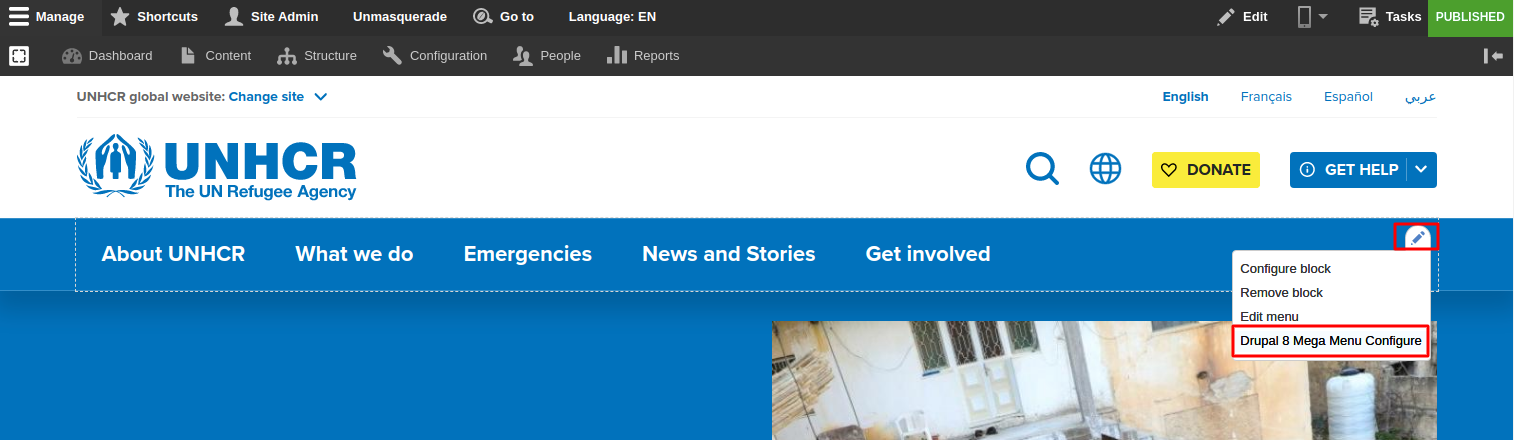 Manage Shortcuts Site Admin Unmasquerade Go to Language: EN Edit Tasks PUBLISHED
Dashboard Content Structure Configuration People Reports
UNHCR global website: Change site English Français Español عربي
UNHCR
The UN Refugee Agency
DONATE GET HELP
About UNHCR What we do Emergencies News and Stories Get involved
Configure block
Remove block
Edit menu
Drupal 8 Mega Menu Configure